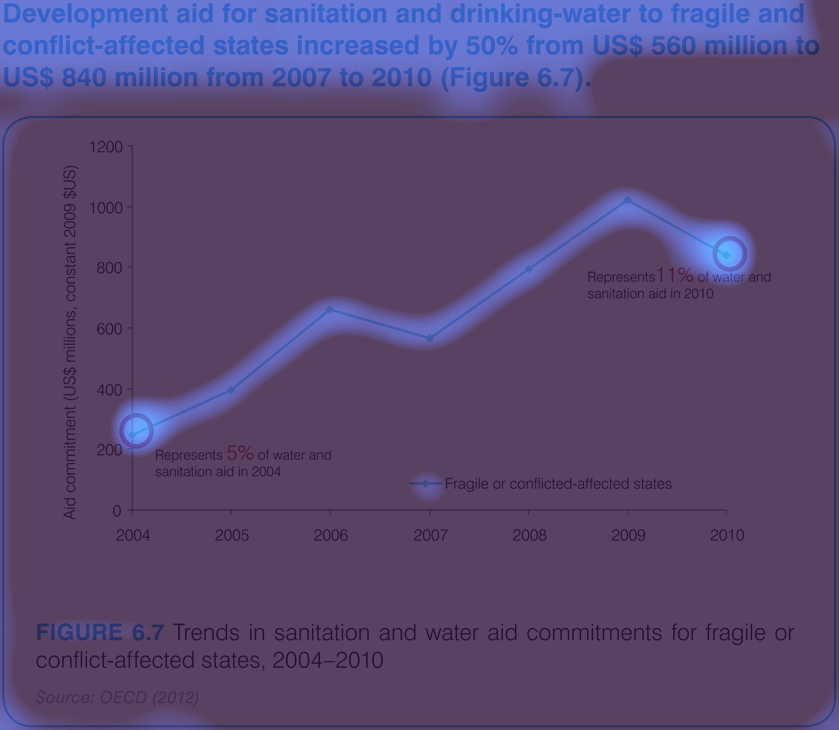 Development aid for sanitation and drinking-water to fragile and
conflict-affected states increased by 50% from US$ 560 million to
US$ 840 million from 2007 to 2010 (Figure 6.7).
Aid commitment (US$ millions, constant 2009 $US)
1200
1000
800
600
400
200
0
Represents 11% of water and
sanitation aid in 2010
Represents 5% of water and
sanitation aid in 2004
Fragile or conflicted-affected states
2004 2005 2006 2007 2008 2009 2010
FIGURE 6.7 Trends in sanitation and water aid commitments for fragile or
conflict-affected states, 2004–2010
Source: OECD (2012)